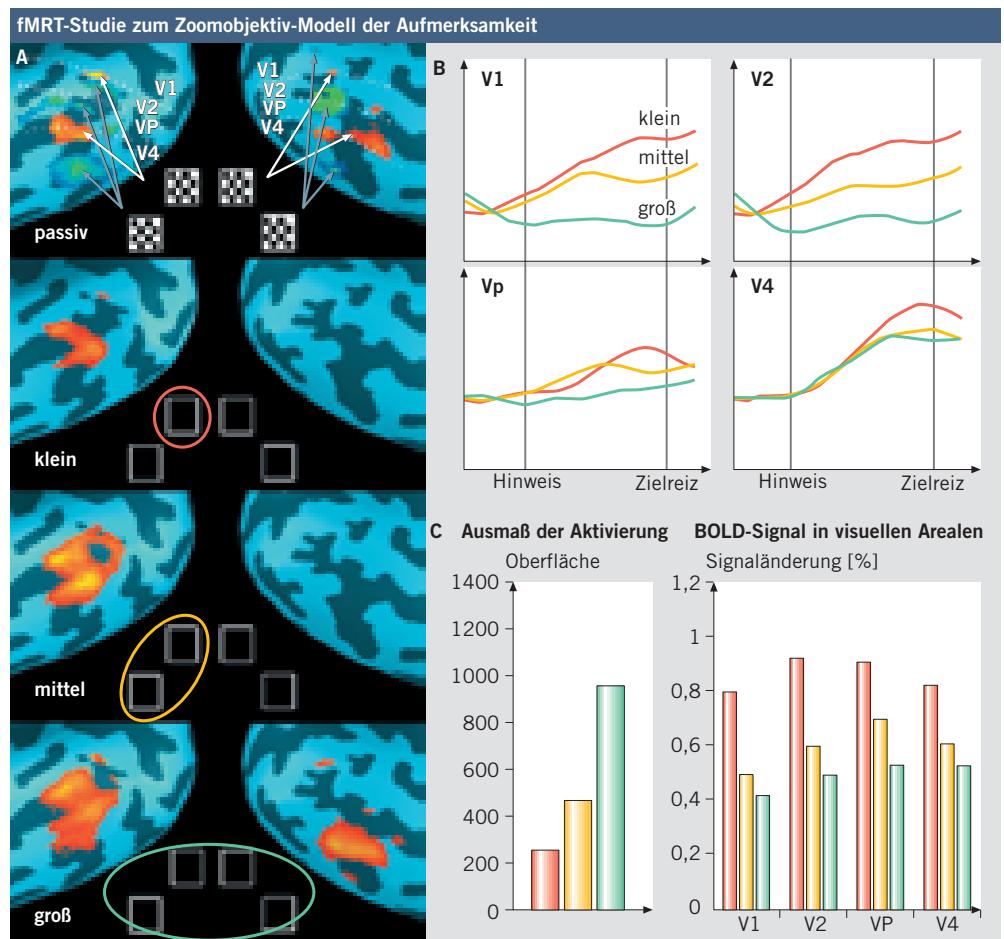 fMRT-Studie zum Zoomobjektiv-Modell der Aufmerksamkeit
A
V1
V2
VP
V4
V1
V2
VP
V4
passiv
klein
mittel
groß
B
V1
klein
mittel
groß
V2
Vp
Hinweis Zielreiz
V4
Hinweis Zielreiz
C Ausmaß der Aktivierung
Oberfläche
1400
1200
1000
800
600
400
200
0
BOLD-Signal in visuellen Arealen
Signaländerung [%]
1,2
1
0,8
0,6
0,4
0,2
0
V1 V2 VP V4